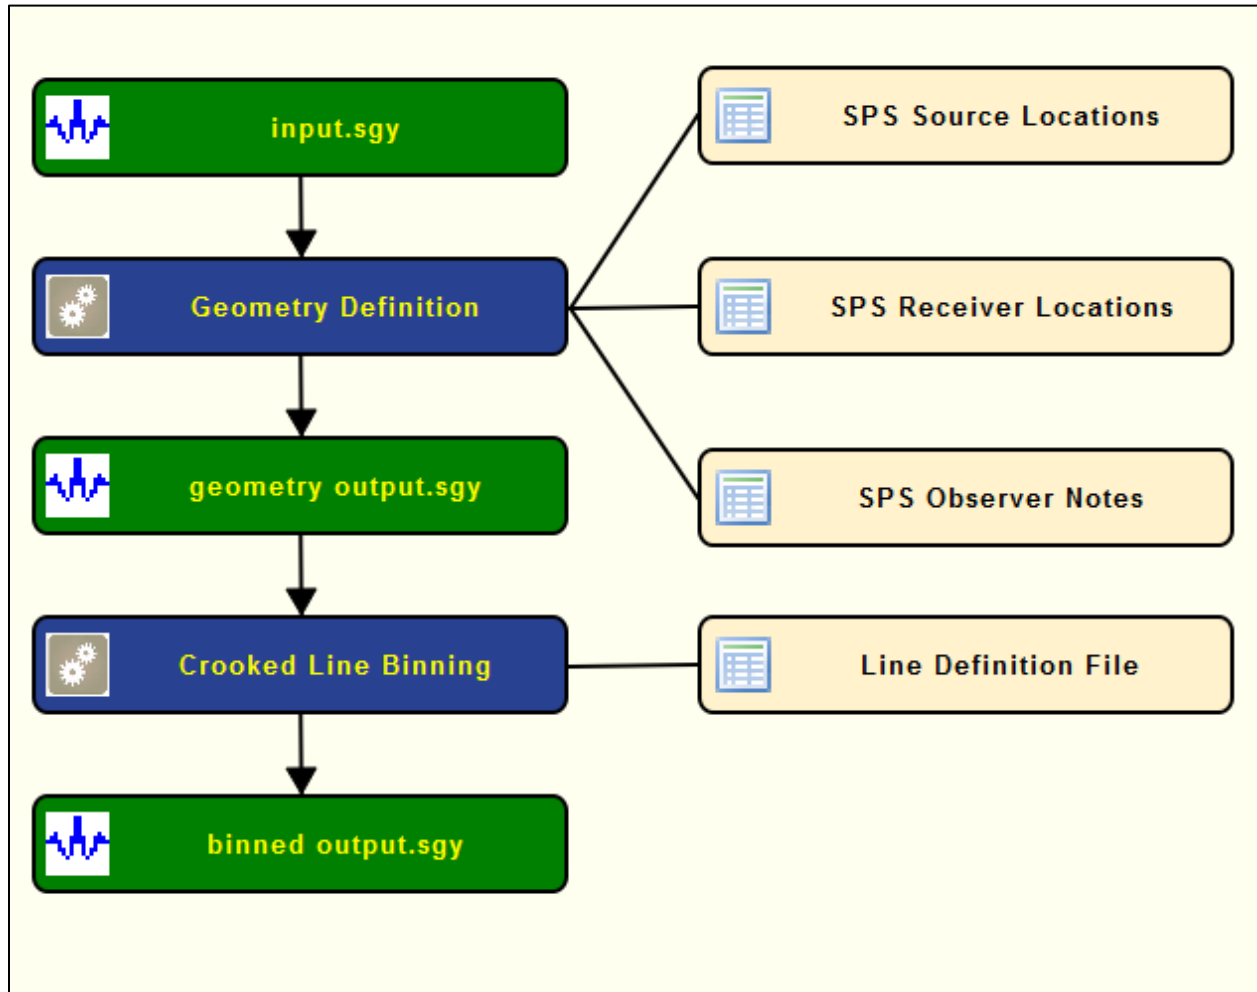 input.sgy
SPS Source Locations
Geometry Definition
SPS Receiver Locations
geometry output.sgy
SPS Observer Notes
Crooked Line Binning
Line Definition File
binned output.sgy